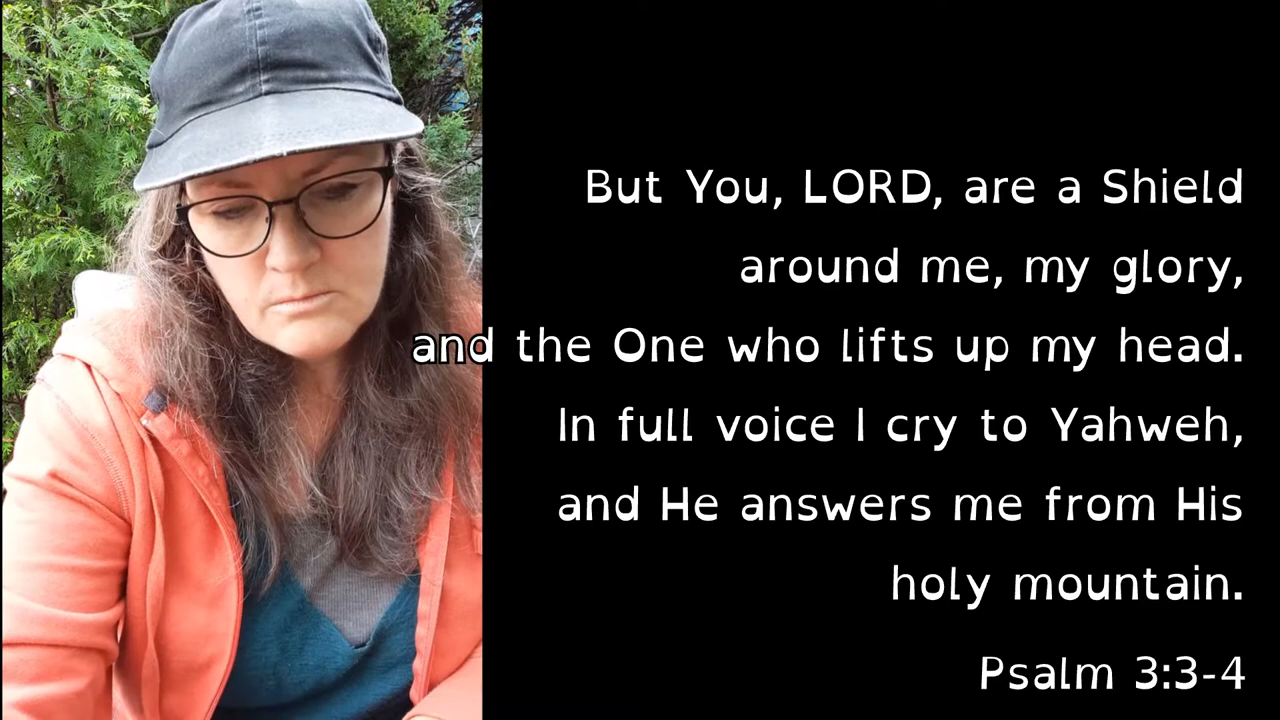 But You, LORD, are a Shield
around me, my glory,
and the One who lifts up my head.
In full voice I cry to Yahweh,
and He answers me from His
holy mountain.
Psalm 3:3-4